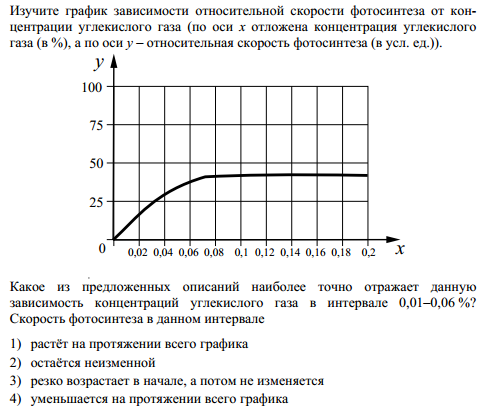 Изучите график зависимости относительной скорости фотосинтеза от кон-
центрации углекислого газа (по оси x отложена концентрация углекислого
газа (в %), а по оси y – относительная скорость фотосинтеза (в усл. ед.)).
y
100
75
50
25
0
0,02 0,04 0,06 0,08 0,1 0,12 0,14 0,16 0,18 0,2 x
Какое из предложенных описаний наиболее точно отражает данную
зависимость концентраций углекислого газа в интервале 0,01–0,06 %?
Скорость фотосинтеза в данном интервале
1) растёт на протяжении всего графика
2) остаётся неизменной
3) резко возрастает в начале, а потом не изменяется
4) уменьшается на протяжении всего графика